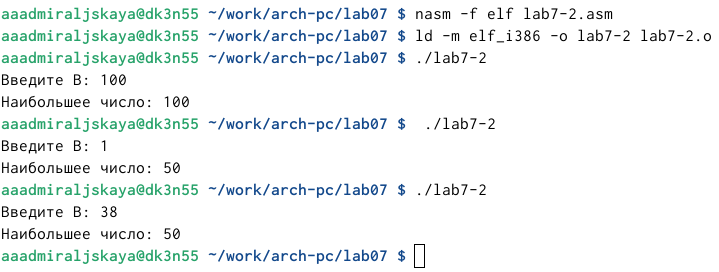 aaadmiraljskaya@dk3n55 ~/work/arch-pc/lab07 $ nasm -f elf lab7-2.asm
aaadmiraljskaya@dk3n55 ~/work/arch-pc/lab07 $ ld -m elf_i386 -o lab7-2 lab7-2.o
aaadmiraljskaya@dk3n55 ~/work/arch-pc/lab07 $ ./lab7-2
Введите В: 100
Наибольшее число: 100
aaadmiraljskaya@dk3n55 ~/work/arch-pc/lab07 $  ./lab7-2
Введите В: 1
Наибольшее число: 50
aaadmiraljskaya@dk3n55 ~/work/arch-pc/lab07 $ ./lab7-2
Введите В: 38
Наибольшее число: 50
aaadmiraljskaya@dk3n55 ~/work/arch-pc/lab07 $